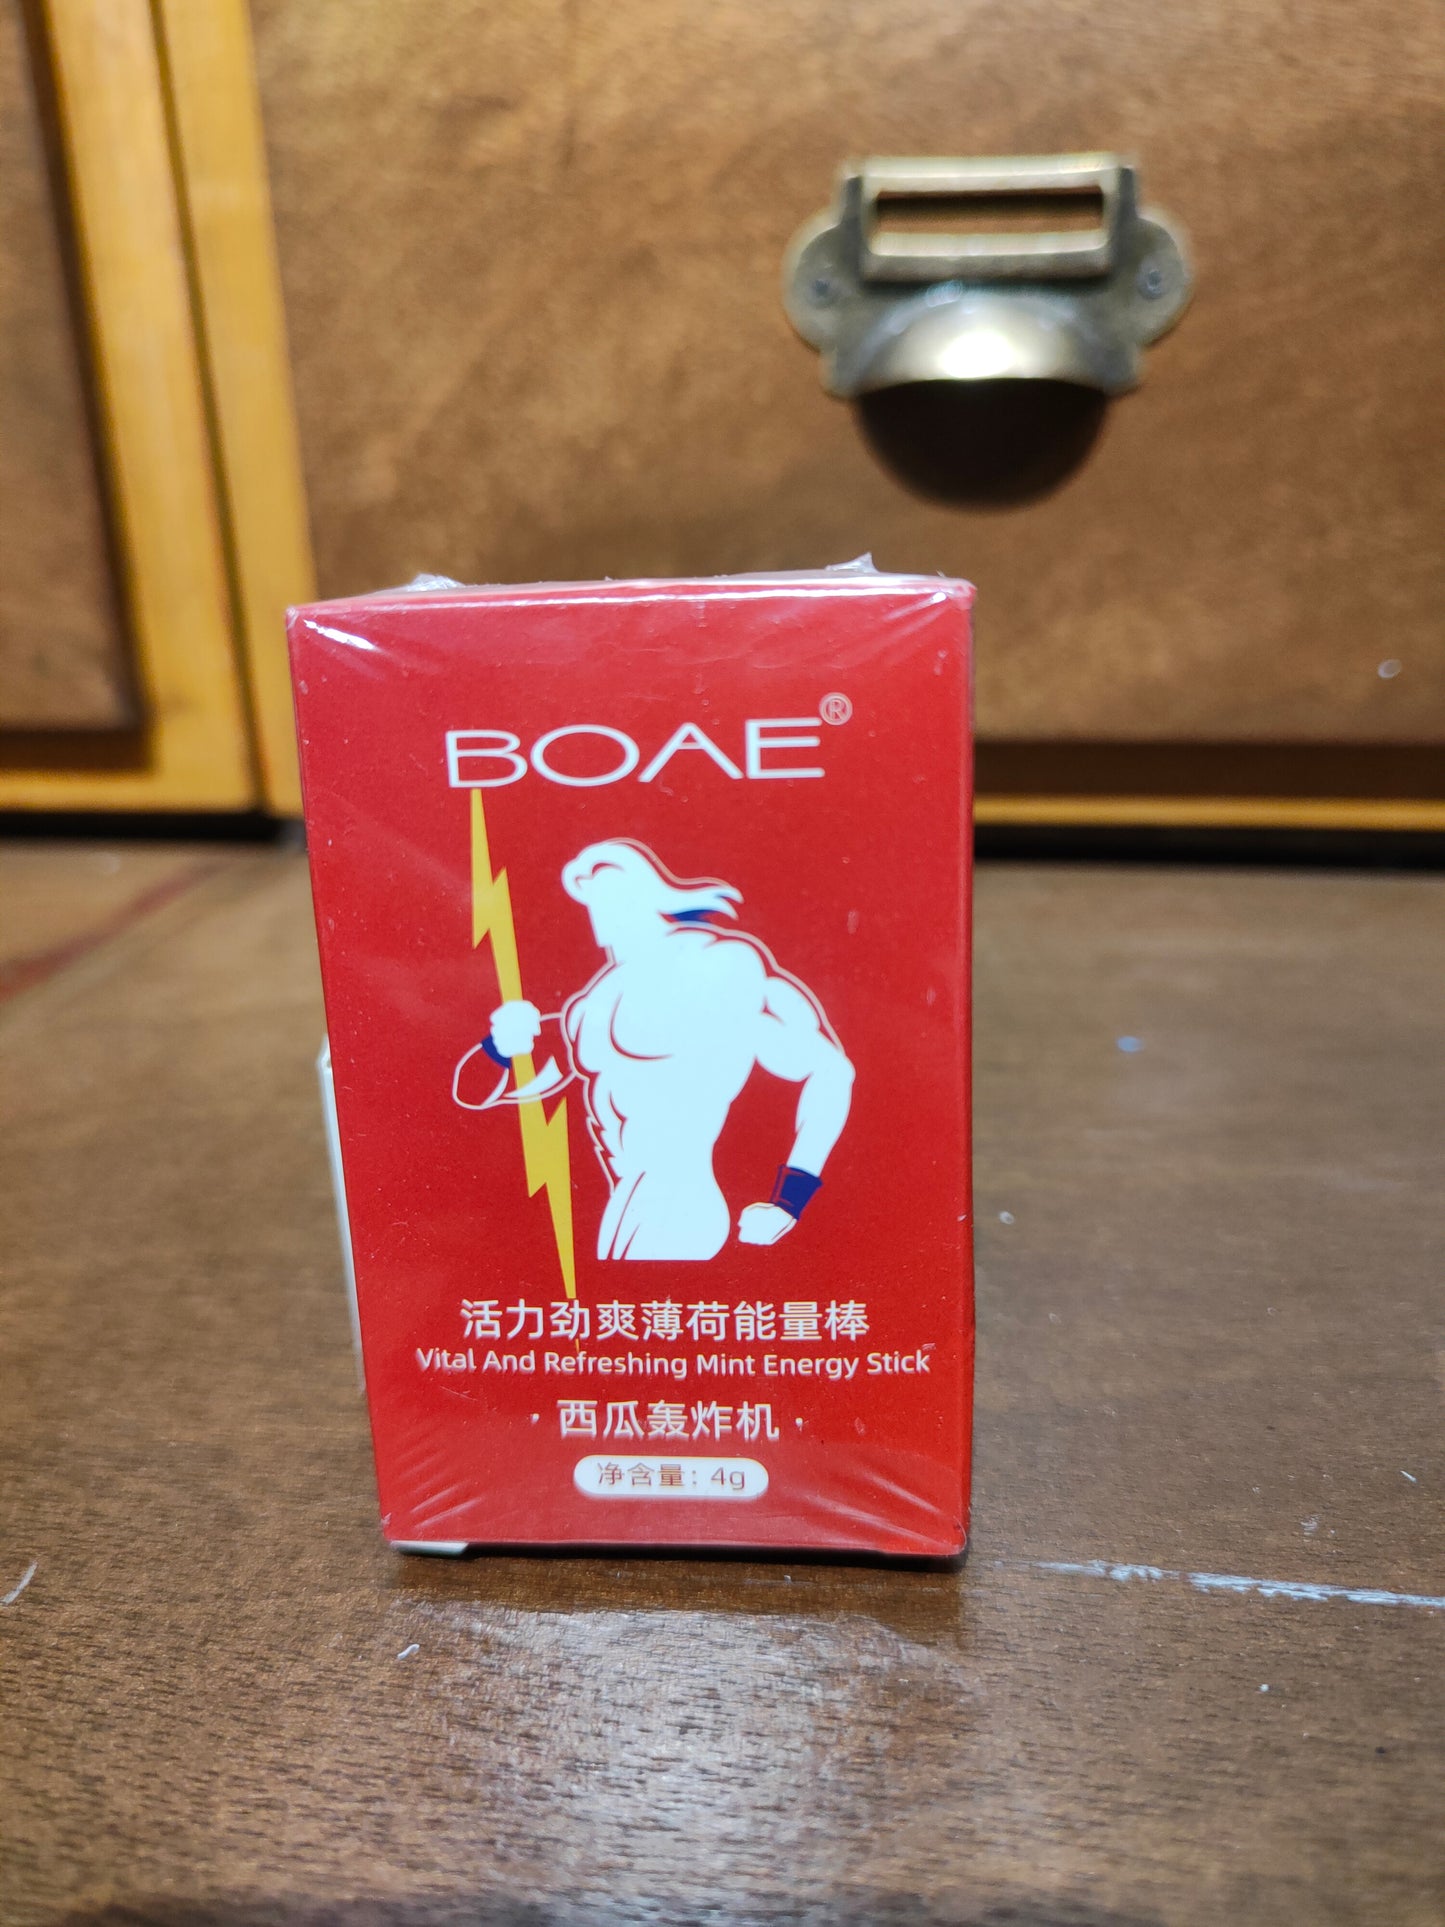 BOAE®
活力劲爽薄荷能量棒
Vital And Refreshing Mint Energy Stick
·西瓜轰炸机·
净含量: 4g